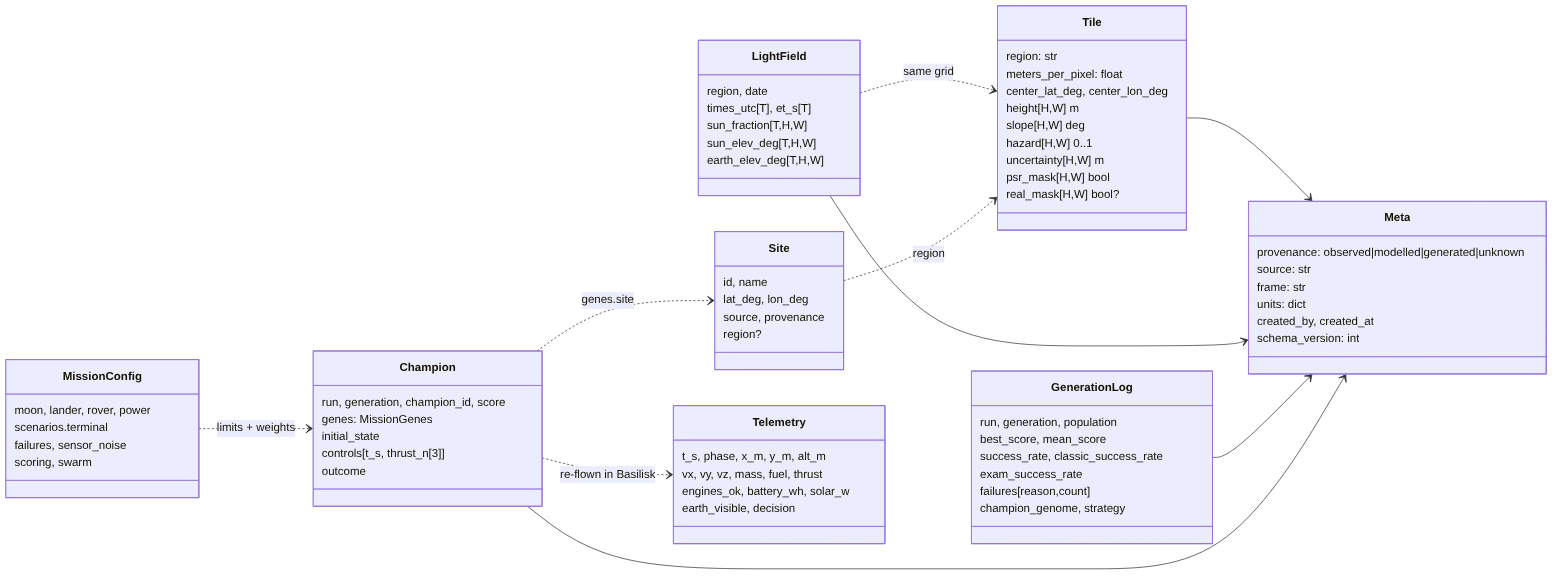 LightField
region, date
times_utc[T], et_s[T]
sun_fraction[T,H,W]
sun_elev_deg[T,H,W]
earth_elev_deg[T,H,W]
same grid
Tile
region: str
meters_per_pixel: float
center_lat_deg, center_lon_deg
height[H,W] m
slope[H,W] deg
hazard[H,W] 0..1
uncertainty[H,W] m
psr_mask[H,W] bool
real_mask[H,W] bool?
Meta
provenance: observed|modelled|generated|unknown
source: str
frame: str
units: dict
created_by, created_at
schema_version: int
Site
id, name
lat_deg, lon_deg
source, provenance
region?
region
genes.site
MissionConfig
moon, lander, rover, power
scenarios.terminal
failures, sensor_noise
scoring, swarm
limits + weights
Champion
run, generation, champion_id, score
genes: MissionGenes
initial_state
controls[t_s, thrust_n[3]]
outcome
re-flown in Basilisk
Telemetry
t_s, phase, x_m, y_m, alt_m
vx, vy, vz, mass, fuel, thrust
engines_ok, battery_wh, solar_w
earth_visible, decision
GenerationLog
run, generation, population
best_score, mean_score
success_rate, classic_success_rate
exam_success_rate
failures[reason,count]
champion_genome, strategy